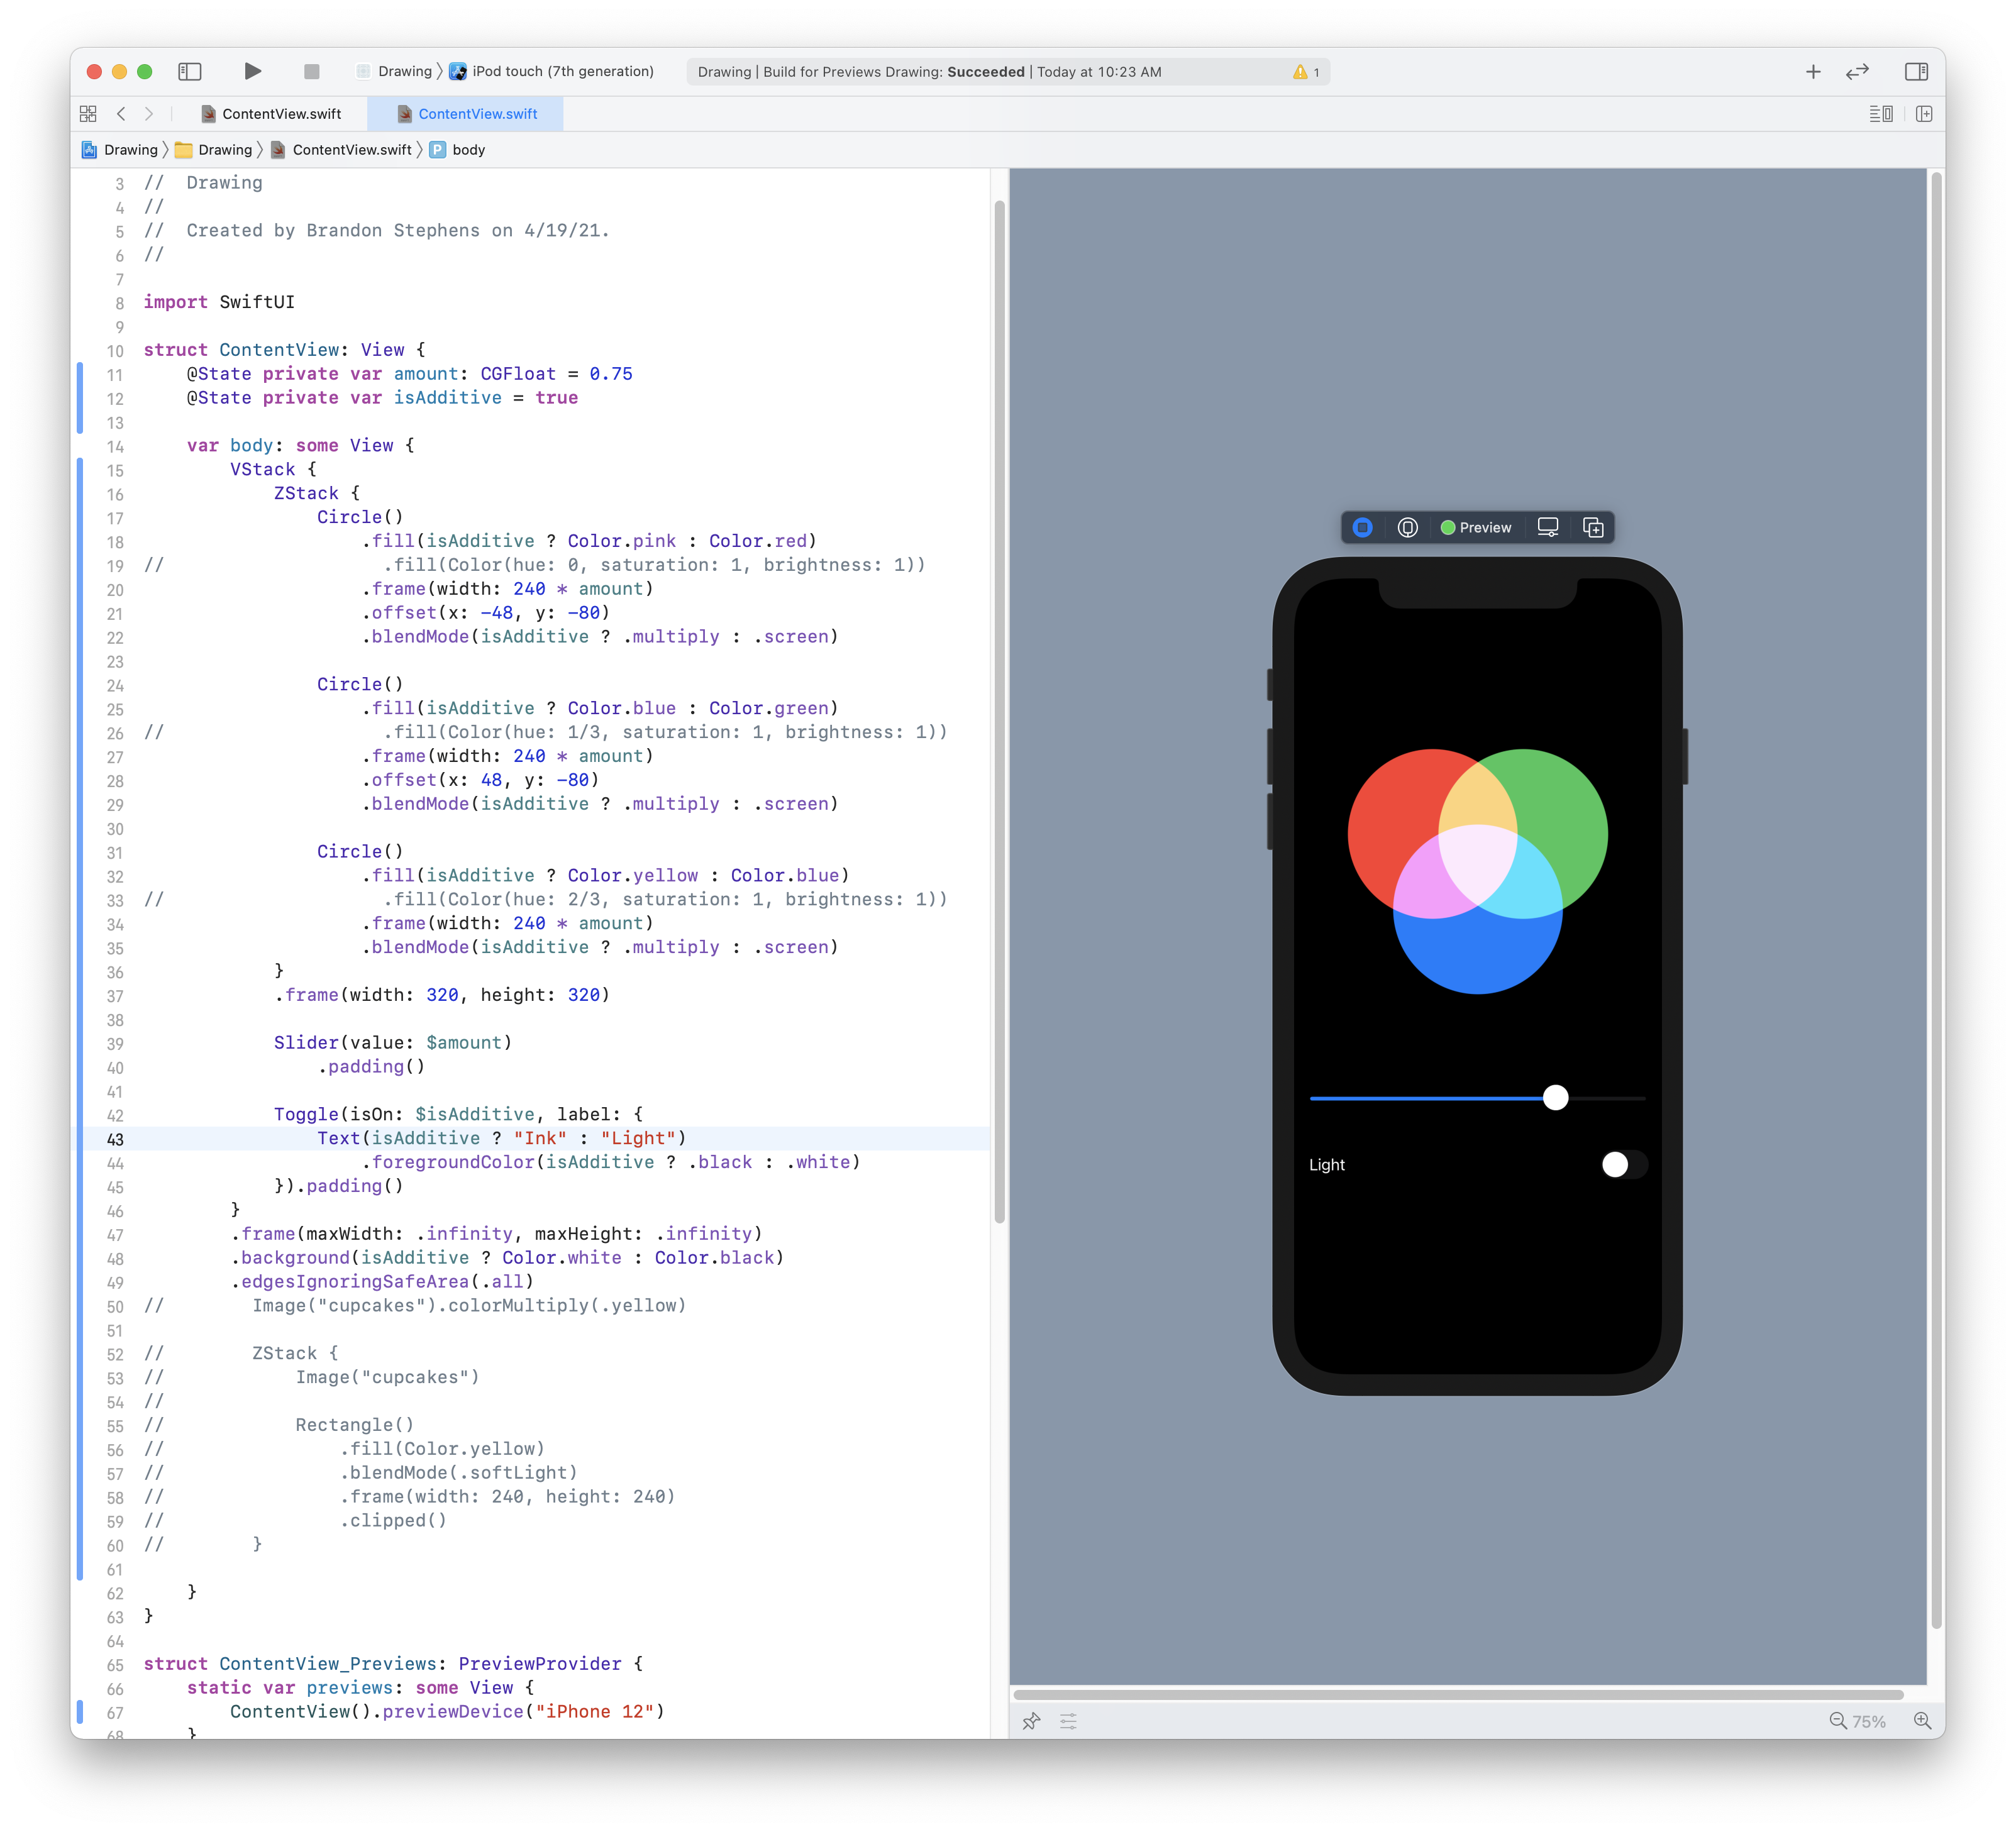 Drawing 〉 iPod touch (7th generation)
Drawing | Build for Previews Drawing: Succeeded | Today at 10:23 AM
1
ContentView.swift
ContentView.swift
Drawing 〉 Drawing 〉 ContentView.swift 〉 P body
3 //  Drawing
4 //
5 //  Created by Brandon Stephens on 4/19/21.
6 //
7
8 import SwiftUI
9
10 struct ContentView: View {
11     @State private var amount: CGFloat = 0.75
12     @State private var isAdditive = true
13
14     var body: some View {
15         VStack {
16             ZStack {
17                 Circle()
18                     .fill(isAdditive ? Color.pink : Color.red)
19 //                    .fill(Color(hue: 0, saturation: 1, brightness: 1))
20                     .frame(width: 240 * amount)
21                     .offset(x: -48, y: -80)
22                     .blendMode(isAdditive ? .multiply : .screen)
23
24                 Circle()
25                     .fill(isAdditive ? Color.blue : Color.green)
26 //                    .fill(Color(hue: 1/3, saturation: 1, brightness: 1))
27                     .frame(width: 240 * amount)
28                     .offset(x: 48, y: -80)
29                     .blendMode(isAdditive ? .multiply : .screen)
30
31                 Circle()
32                     .fill(isAdditive ? Color.yellow : Color.blue)
33 //                    .fill(Color(hue: 2/3, saturation: 1, brightness: 1))
34                     .frame(width: 240 * amount)
35                     .blendMode(isAdditive ? .multiply : .screen)
36             }
37             .frame(width: 320, height: 320)
38
39             Slider(value: $amount)
40                 .padding()
41
42             Toggle(isOn: $isAdditive, label: {
43                 Text(isAdditive ? "Ink" : "Light")
44                     .foregroundColor(isAdditive ? .black : .white)
45             }).padding()
46         }
47         .frame(maxWidth: .infinity, maxHeight: .infinity)
48         .background(isAdditive ? Color.white : Color.black)
49         .edgesIgnoringSafeArea(.all)
50 //        Image("cupcakes").colorMultiply(.yellow)
51
52 //        ZStack {
53 //            Image("cupcakes")
54 //
55 //            Rectangle()
56 //                .fill(Color.yellow)
57 //                .blendMode(.softLight)
58 //                .frame(width: 240, height: 240)
59 //                .clipped()
60 //        }
61
62     }
63 }
64
65 struct ContentView_Previews: PreviewProvider {
66     static var previews: some View {
67         ContentView().previewDevice("iPhone 12")
68     }
Preview
Light
75%